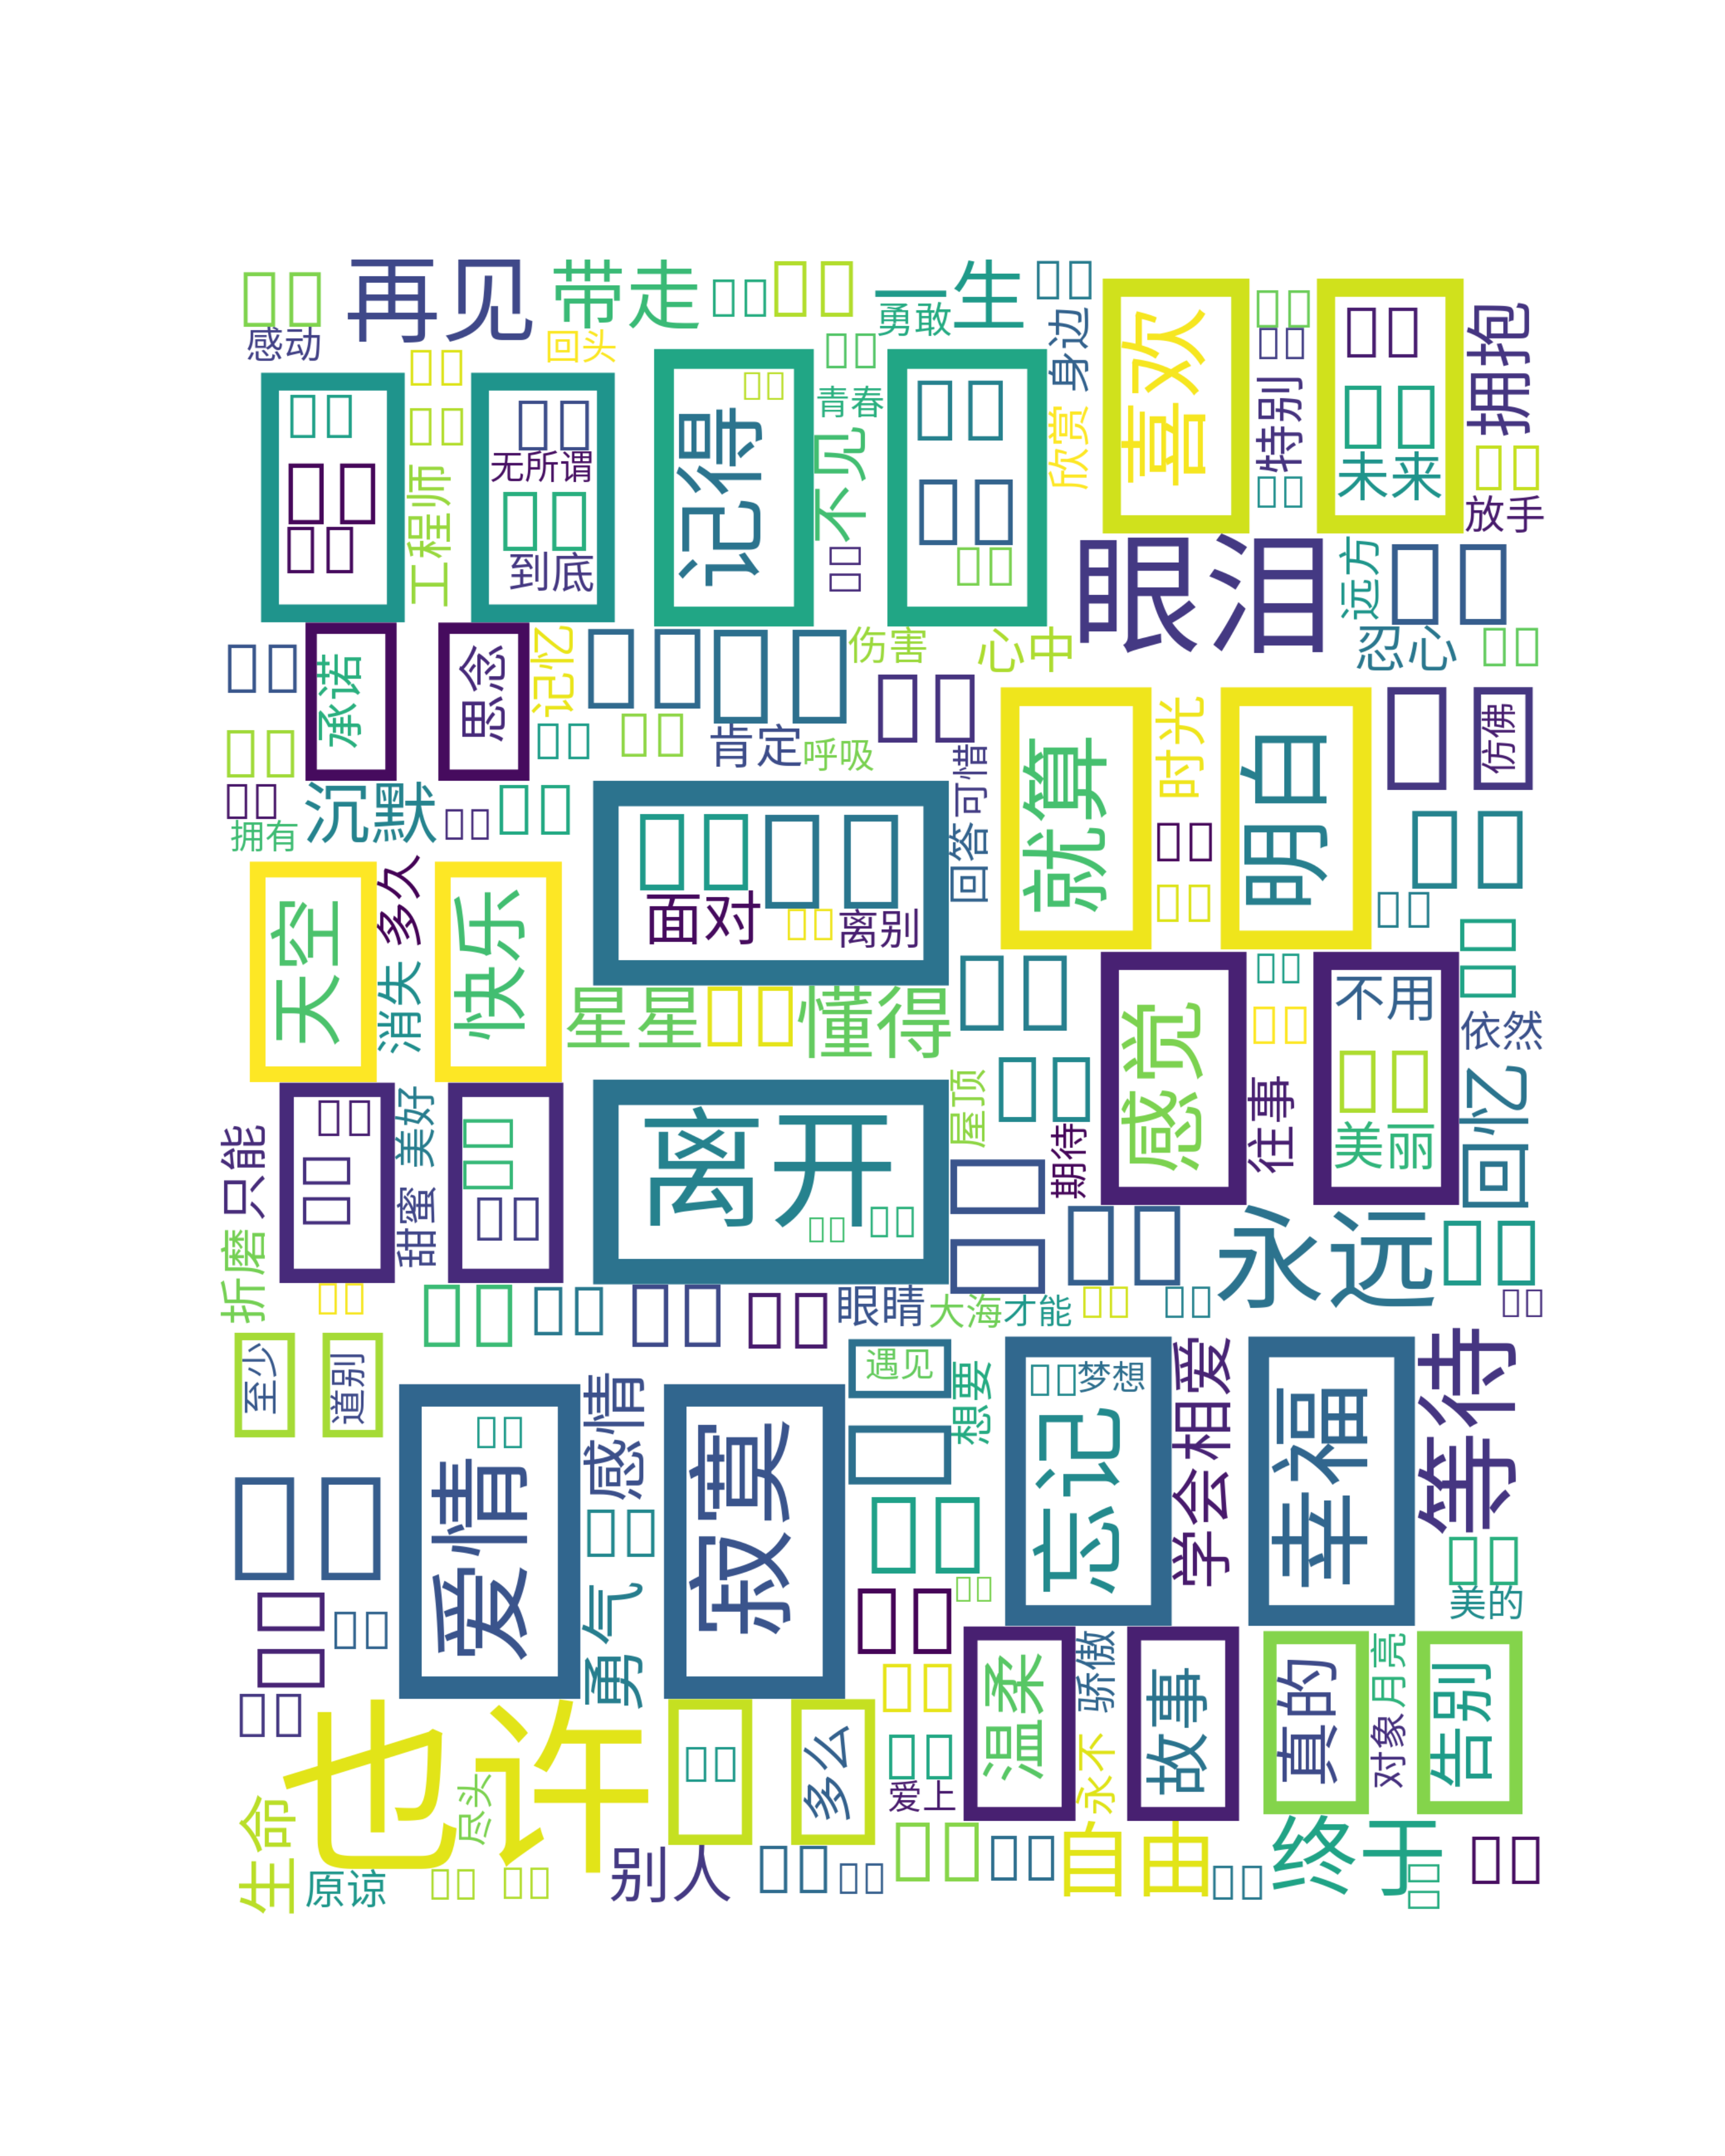 再见
带走
一生
感动
回头
勇敢
身边
喜欢
拥抱
青春
不顾
记得
欣赏
特别
未来
放手
无所谓
工程师
到底
眼泪
远方
忍心
承诺
思念
记忆
伤害
心中
肯定
呼吸
时光
仿佛
拥有
沉默
可惜
回答
就算
明白
多久
面对
离别
天空
快乐
消失
星星
懂得
感觉
不用
依然
屋顶
往事
美丽
回忆
只能
美好
甜蜜
离开
期待
折磨
永远
眼睛
大海
才能
至少
道别
遇见
想要
梦想
相爱
学会
等待
爱情
感情
寂寞
忘记
幸福
美的
勇气
温柔
骄傲
故事
真的
月亮
对象
告别
也许
多么
永不
爱上
薪水
生命
原谅
别人
自由
终于